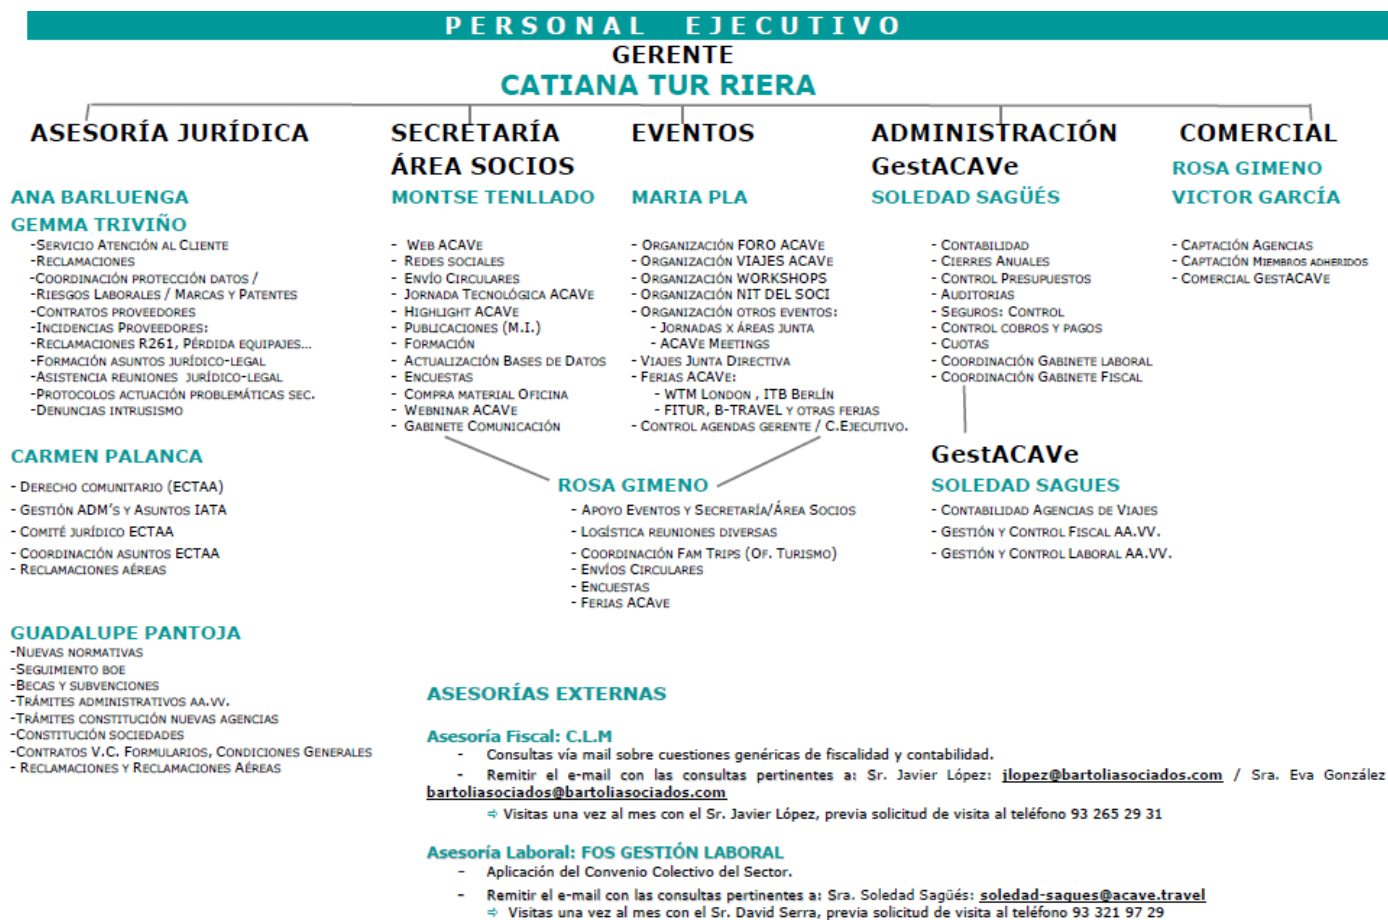 PERSONAL EJECUTIVO
GERENTE
CATIANA TUR RIERA
ASESORÍA JURÍDICA
ANA BARLUENGA
GEMMA TRIVIÑO
-SERVICIO ATENCIÓN AL CLIENTE
-RECLAMACIONES
-COORDINACIÓN PROTECCIÓN DATOS /
-RIESGOS LABORALES / MARCAS Y PATENTES
-CONTRATOS PROVEEDORES
-INCIDENCIAS PROVEEDORES:
-RECLAMACIONES R261, PÉRDIDA EQUIPAJES...
-FORMACIÓN ASUNTOS JURÍDICO-LEGAL
-ASISTENCIA REUNIONES JURÍDICO-LEGAL
-PROTOCOLOS ACTUACIÓN PROBLEMÁTICAS SEC.
-DENUNCIAS INTRUSISMO
CARMEN PALANCA
- DERECHO COMUNITARIO (ECTAA)
- GESTIÓN ADM'S Y ASUNTOS IATA
- COMITÉ JURÍDICO ECTAA
- COORDINACIÓN ASUNTOS ECTAA
- RECLAMACIONES AÉREAS
GUADALUPE PANTOJA
-NUEVAS NORMATIVAS
-SEGUIMIENTO BOE
-BECAS Y SUBVENCIONES
-TRÁMITES ADMINISTRATIVOS AA.VV.
-TRÁMITES CONSTITUCIÓN NUEVAS AGENCIAS
-CONSTITUCIÓN SOCIEDADES
-CONTRATOS V.C. FORMULARIOS, CONDICIONES GENERALES
- RECLAMACIONES Y RECLAMACIONES AÉREAS
SECRETARÍA
ÁREA SOCIOS
MONTSE TENLLADO
- WEB ACAVE
- REDES SOCIALES
- ENVÍO CIRCULARES
- JORNADA TECNOLÓGICA ACAVE
- HIGHLIGHT ACAVE
- PUBLICACIONES (M.I.)
- FORMACIÓN
- ACTUALIZACIÓN BASES DE DATOS
- ENCUESTAS
- COMPRA MATERIAL OFICINA
- WEBNINAR ACAVE
- GABINETE COMUNICACIÓN
EVENTOS
MARIA PLA
- ORGANIZACIÓN FORO ACAVE
- ORGANIZACIÓN VIAJES ACAVE
- ORGANIZACIÓN WORKSHOPS
- ORGANIZACIÓN NIT DEL SOCI
- ORGANIZACIÓN OTROS EVENTOS:
- JORNADAS X ÁREAS JUNTA
- ACAVE MEETINGS
- VIAJES JUNTA DIRECTIVA
- FERIAS ACAVE:
- WTM LONDON , ITB BERLÍN
- FITUR, B-TRAVEL Y OTRAS FERIAS
- CONTROL AGENDAS GERENTE / C.EJECUTIVO.
ROSA GIMENO
- APOYO EVENTOS Y SECRETARÍA/ÁREA SOCIOS
- LOGÍSTICA REUNIONES DIVERSAS
- COORDINACIÓN FAM TRIPS (OF. TURISMO)
- ENVÍOS CIRCULARES
- ENCUESTAS
- FERIAS ACAVE
ADMINISTRACIÓN
GestACAVe
SOLEDAD SAGÜÉS
- CONTABILIDAD
- CIERRES ANUALES
- CONTROL PRESUPUESTOS
- AUDITORIAS
- SEGUROS: CONTROL
- CONTROL COBROS Y PAGOS
- CUOTAS
- COORDINACIÓN GABINETE LABORAL
- COORDINACIÓN GABINETE FISCAL
GestACAVe
SOLEDAD SAGUES
- CONTABILIDAD AGENCIAS DE VIAJES
- GESTIÓN Y CONTROL FISCAL AA.VV.
- GESTIÓN Y CONTROL LABORAL AA.VV.
COMERCIAL
ROSA GIMENO
VICTOR GARCÍA
- CAPTACIÓN AGENCIAS
- CAPTACIÓN MIEMBROS ADHERIDOS
- COMERCIAL GESTACAVE
ASESORÍAS EXTERNAS
Asesoría Fiscal: C.L.M
- Consultas vía mail sobre cuestiones genéricas de fiscalidad y contabilidad.
- Remitir el e-mail con las consultas pertinentes a: Sr. Javier López: jlopez@bartoliasociados.com / Sra. Eva González
bartoliasociados@bartoliasociados.com
⇨ Visitas una vez al mes con el Sr. Javier López, previa solicitud de visita al teléfono 93 265 29 31
Asesoría Laboral: FOS GESTIÓN LABORAL
- Aplicación del Convenio Colectivo del Sector.
- Remitir el e-mail con las consultas pertinentes a: Sra. Soledad Sagüés: soledad-saques@acave.travel
⇨ Visitas una vez al mes con el Sr. David Serra, previa solicitud de visita al teléfono 93 321 97 29